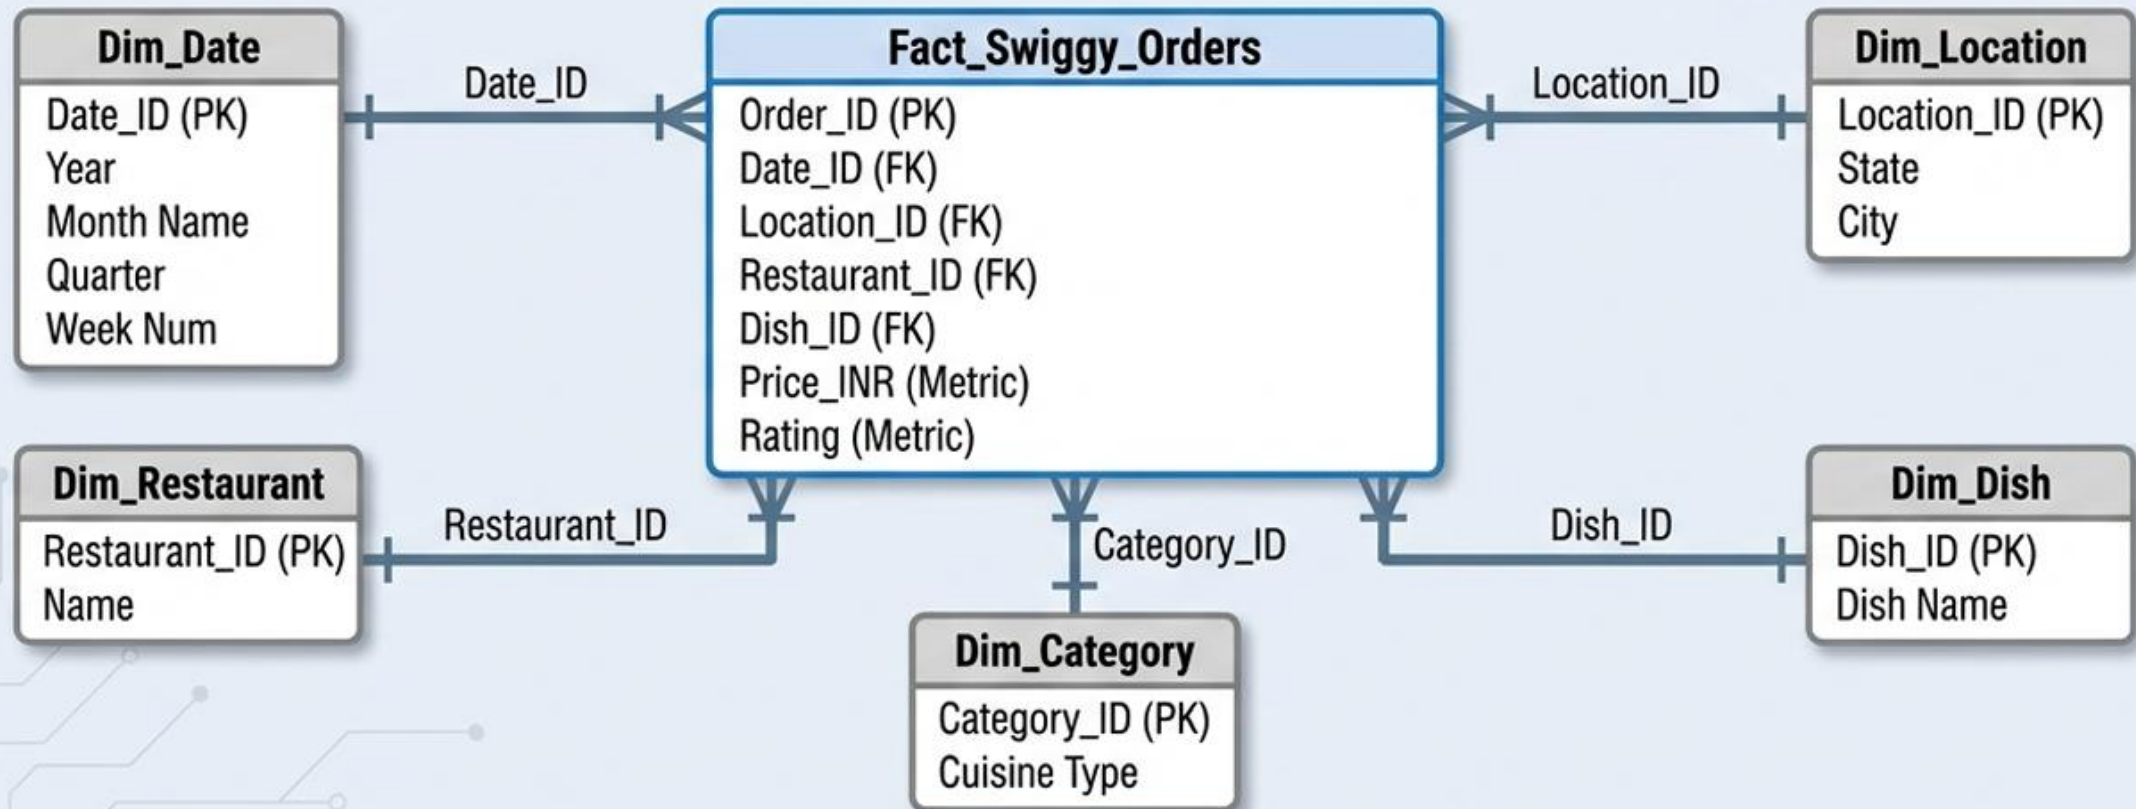 Dim_Date
Date_ID (PK)
Year
Month Name
Quarter
Week Num
Date_ID
Fact_Swiggy_Orders
Order_ID (PK)
Date_ID (FK)
Location_ID (FK)
Restaurant_ID (FK)
Dish_ID (FK)
Price_INR (Metric)
Rating (Metric)
Location_ID
Dim_Location
Location_ID (PK)
State
City
Dim_Restaurant
Restaurant_ID (PK)
Name
Restaurant_ID
Category_ID
Dim_Category
Category_ID (PK)
Cuisine Type
Dish_ID
Dim_Dish
Dish_ID (PK)
Dish Name